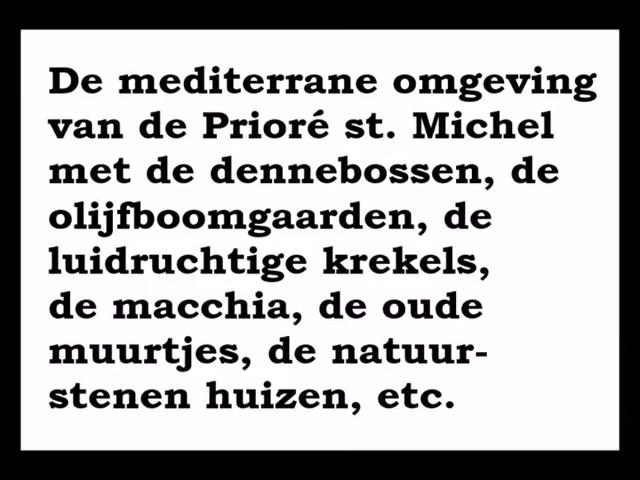 De mediterrane omgeving
van de Prioré st. Michel
met de dennebossen, de
olijfboomgaarden, de
luidruchtige krekels,
de macchia, de oude
muurtjes, de natuur-
stenen huizen, etc.